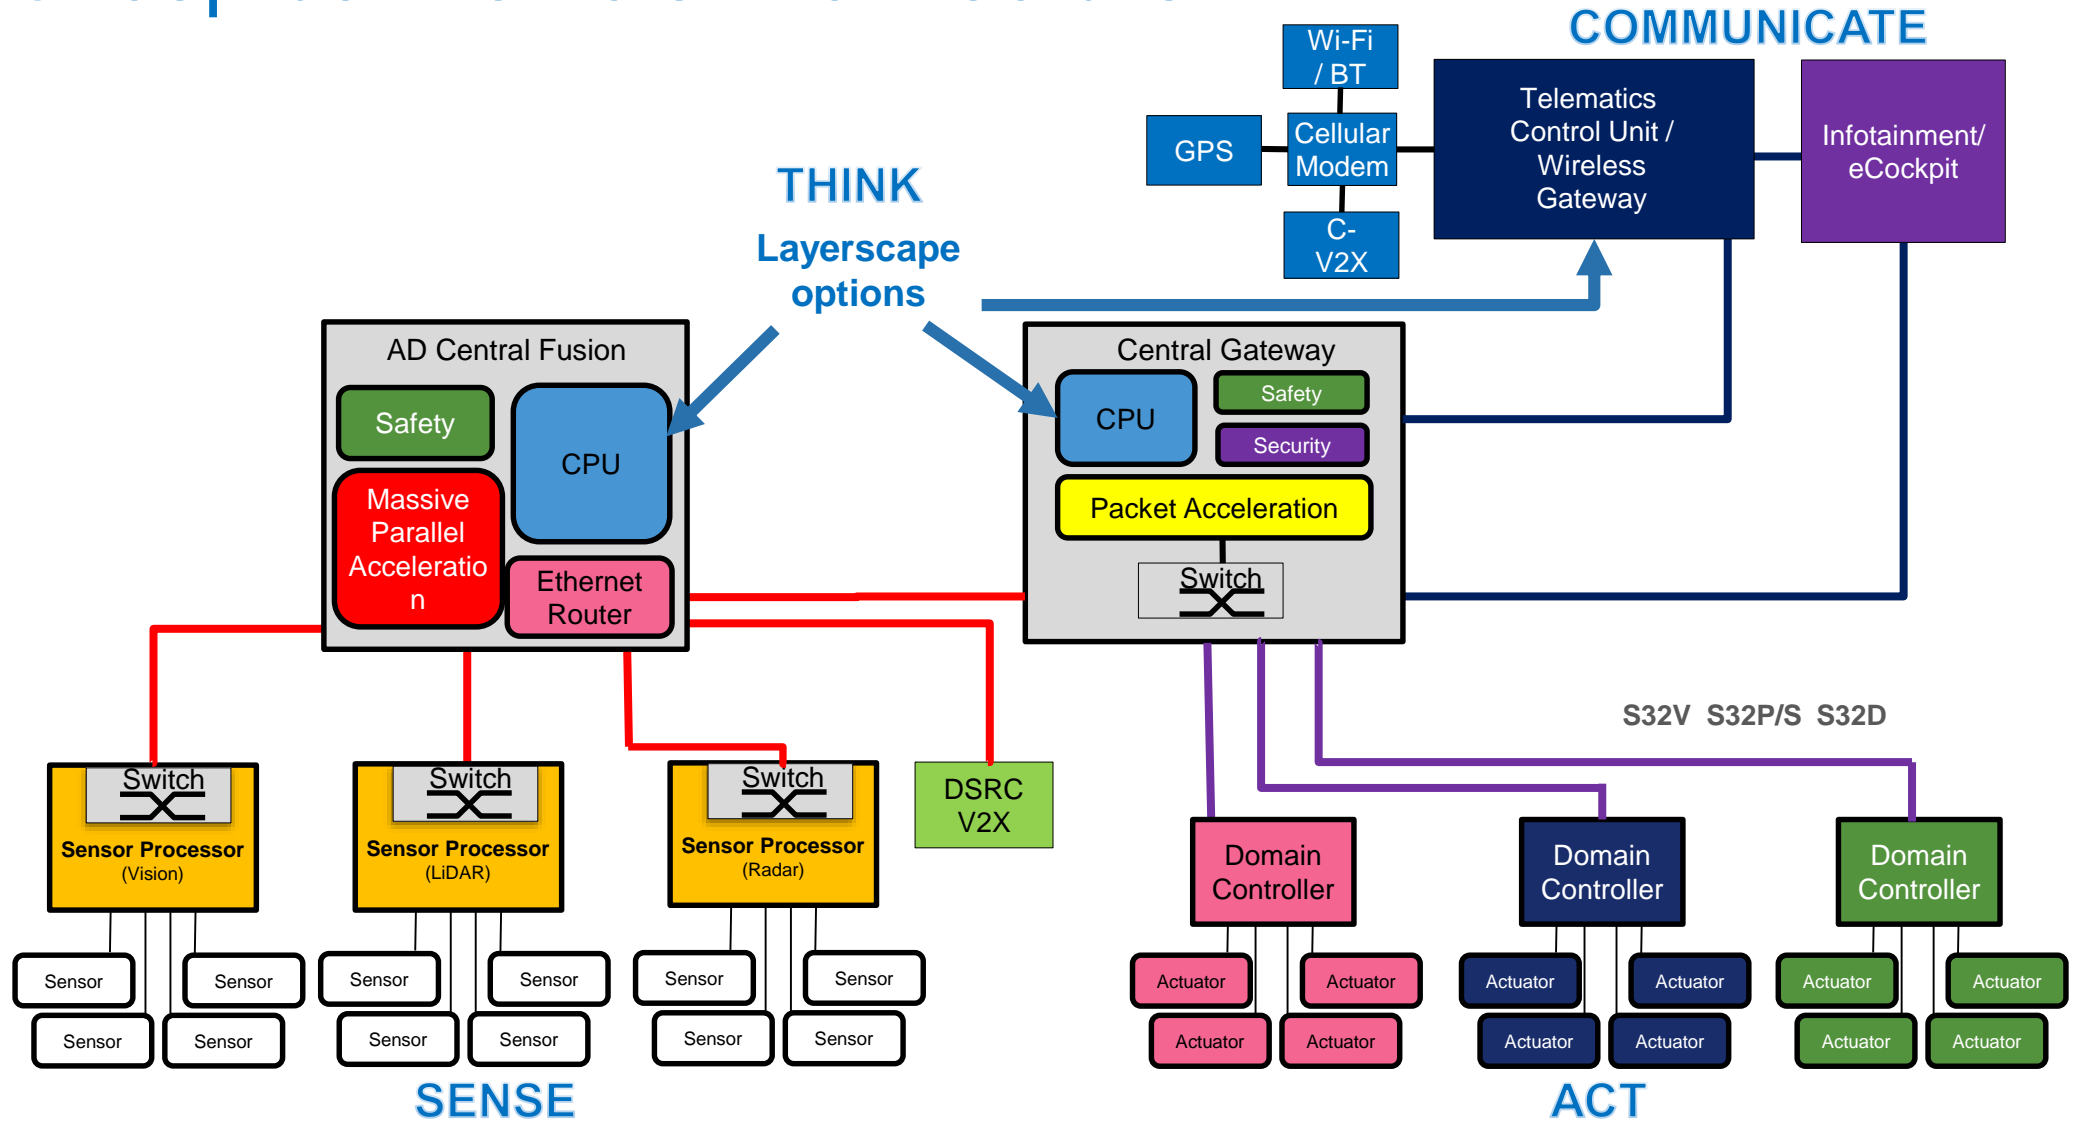 COMMUNICATE
Wi-Fi
/ BT
GPS
Cellular
Modem
C-
V2X
Telematics
Control Unit /
Wireless
Gateway
Infotainment/
eCockpit
THINK
Layerscape
options
AD Central Fusion
Safety
CPU
Massive
Parallel
Acceleratio
n
Ethernet
Router
Central Gateway
CPU
Safety
Security
Packet Acceleration
Switch
S32V S32P/S S32D
Switch
Sensor Processor
(Vision)
Switch
Sensor Processor
(LiDAR)
Switch
Sensor Processor
(Radar)
DSRC
V2X
Domain
Controller
Domain
Controller
Domain
Controller
Sensor
Sensor
Sensor
Sensor
Sensor
Sensor
Sensor
Sensor
Sensor
Sensor
Sensor
Sensor
Actuator
Actuator
Actuator
Actuator
Actuator
Actuator
Actuator
Actuator
Actuator
Actuator
Actuator
Actuator
SENSE
ACT